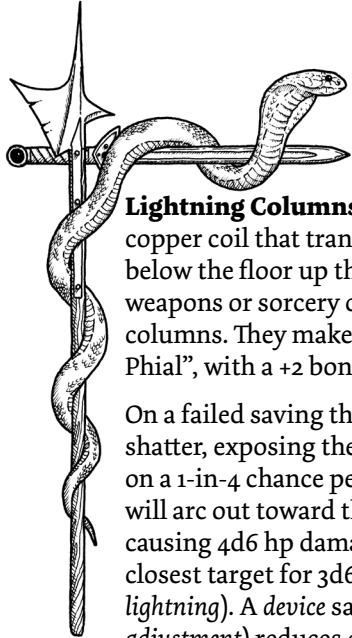 Lightning Columns
copper coil that tran
below the floor up th
weapons or sorcery c
columns. They make
Phial”, with a +2 bon
On a failed saving th
shatter, exposing the
on a 1-in-4 chance pe
will arc out toward th
causing 4d6 hp dama
closest target for 3d6
lightning). A device sa
adjustment) reduces